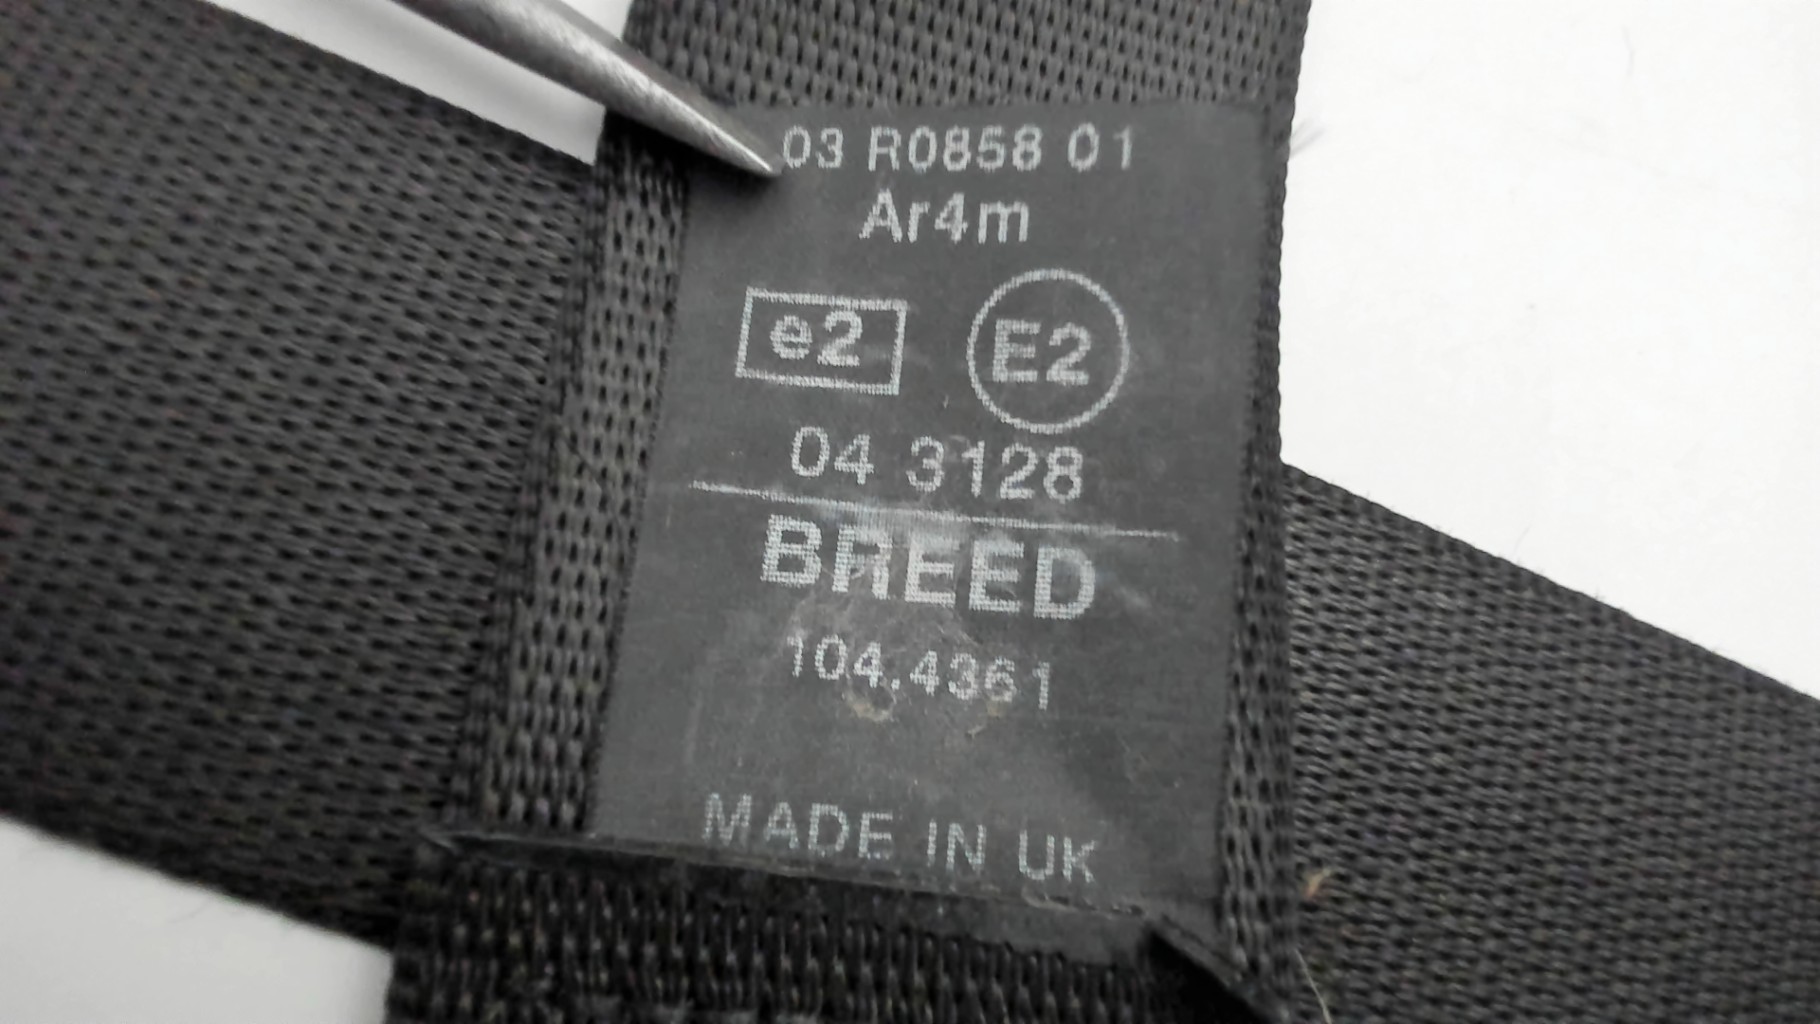 03 R0858 01
Ar4m
e2 E2
04 3128
BREED
104.4361
MADE IN UK